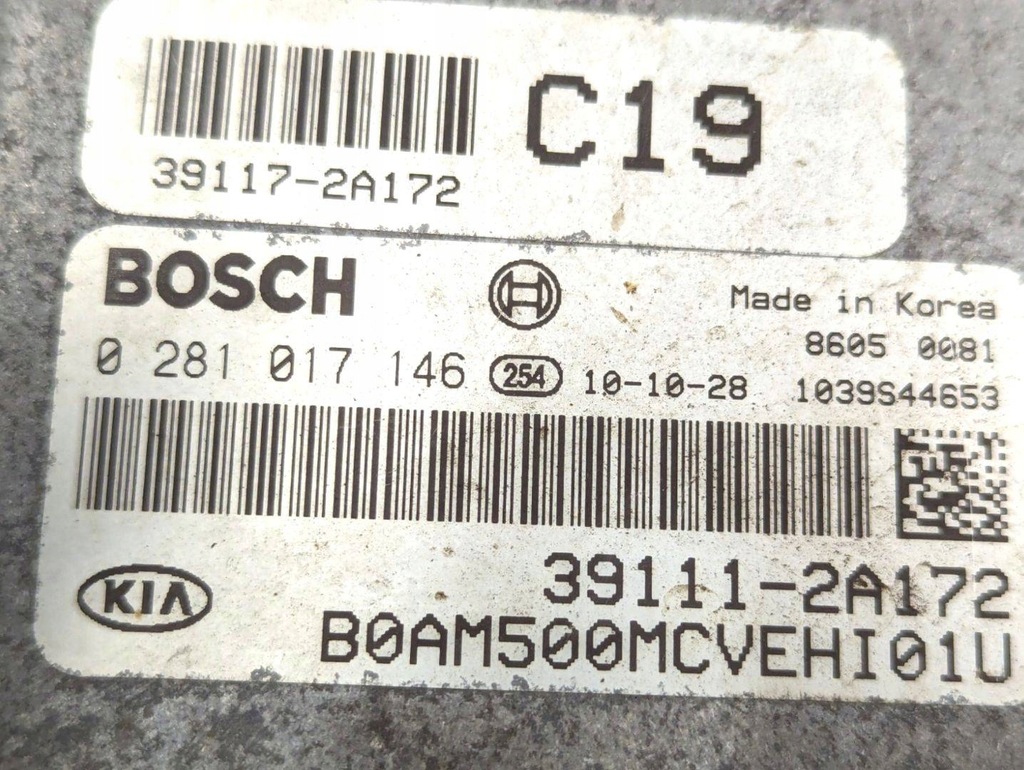 C19
39117-2A172
BOSCH
Made in Korea
8605 0081
0 281 017 146 254 10-10-28 1039S44653
KIA
39111-2A172
B0AM500MCVEHI01U